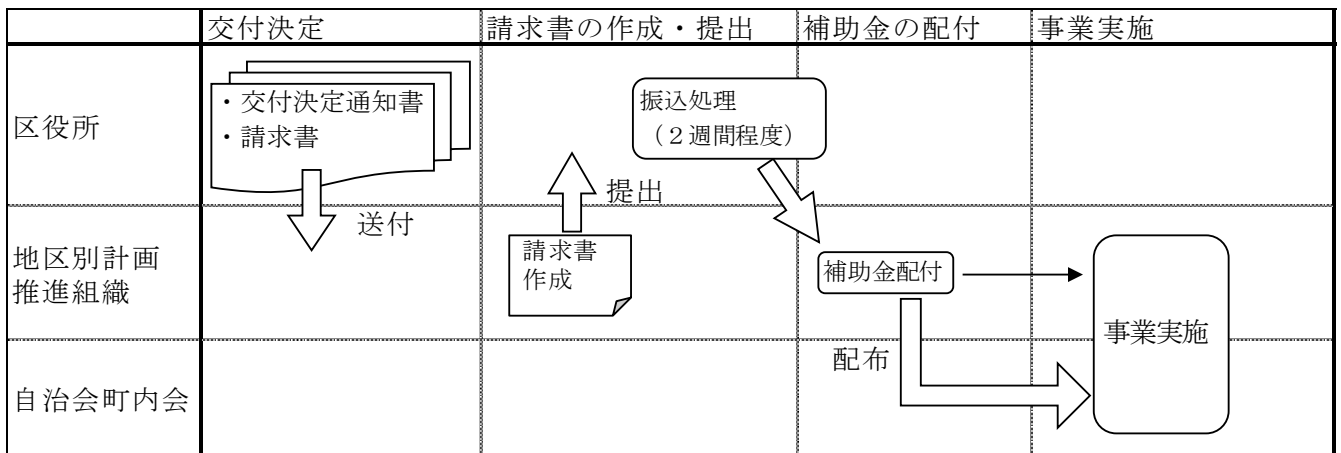 交付決定
請求書の作成・提出
補助金の配付
事業実施
区役所
・交付決定通知書
・請求書
振込処理
（２週間程度）
提出
送付
地区別計画
推進組織
請求書
作成
補助金配付
事業実施
配布
自治会町内会